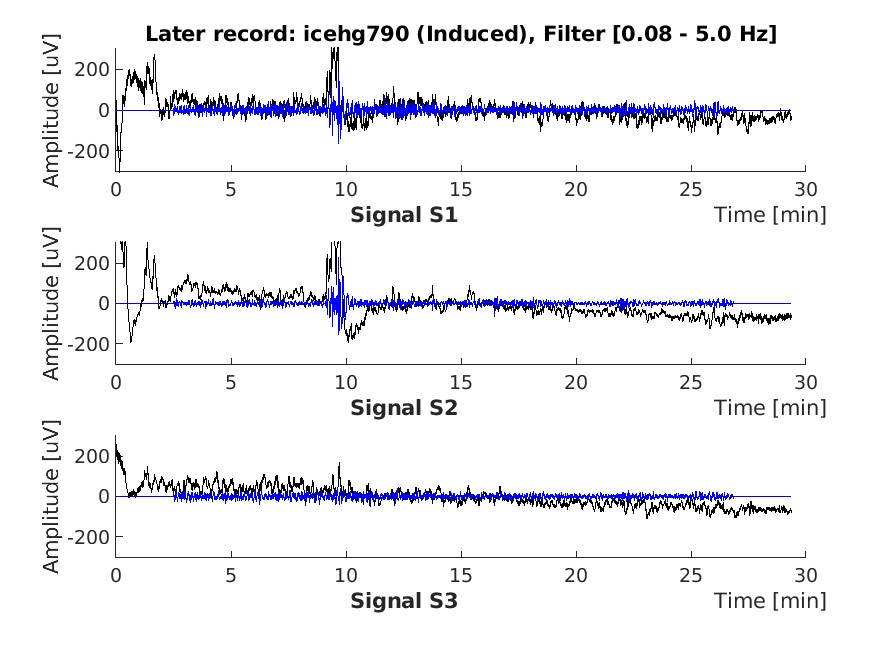 Later record: icehg790 (Induced), Filter [0.08 - 5.0 Hz]
Amplitude [uV]
200
0
-200
0 5 10 15 20 25 30
Signal S1 Time [min]
Amplitude [uV]
200
0
-200
0 5 10 15 20 25 30
Signal S2 Time [min]
Amplitude [uV]
200
0
-200
0 5 10 15 20 25 30
Signal S3 Time [min]